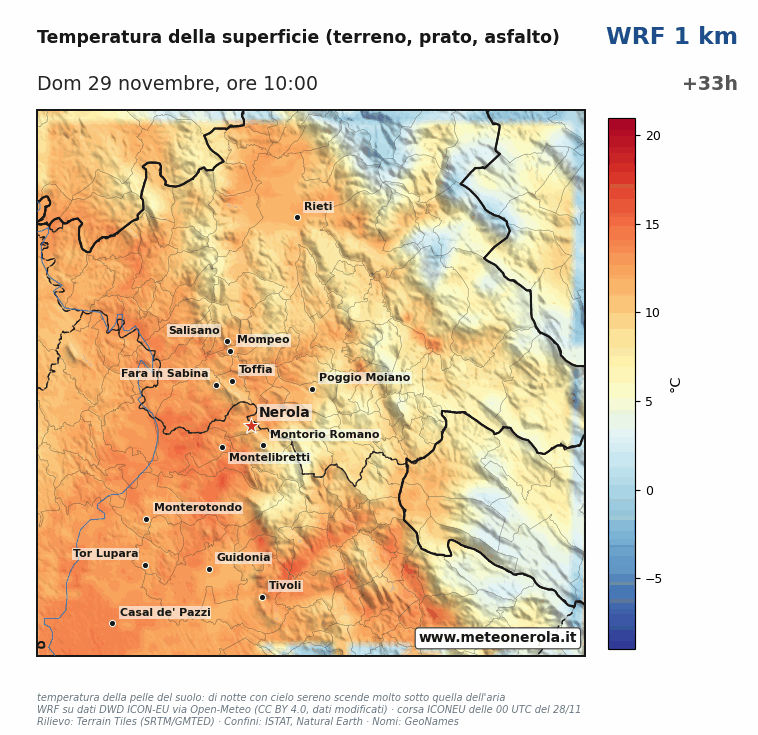 Temperatura della superficie (terreno, prato, asfalto)
WRF 1 km
Dom 29 novembre, ore 10:00
+33h
Rieti
Salisano
Mompeo
Toffia
Fara in Sabina
Poggio Moiano
Nerola
Montorio Romano
Montelibretti
Monterotondo
Tor Lupara
Guidonia
Tivoli
Casal de' Pazzi
www.meteonerola.it
20
15
10
5
0
−5
°C
temperatura della pelle del suolo: di notte con cielo sereno scende molto sotto quella dell'aria
WRF su dati DWD ICON-EU via Open-Meteo (CC BY 4.0, dati modificati) · corsa ICONEU delle 00 UTC del 28/11
Rilievo: Terrain Tiles (SRTM/GMTED) · Confini: ISTAT, Natural Earth · Nomi: GeoNames